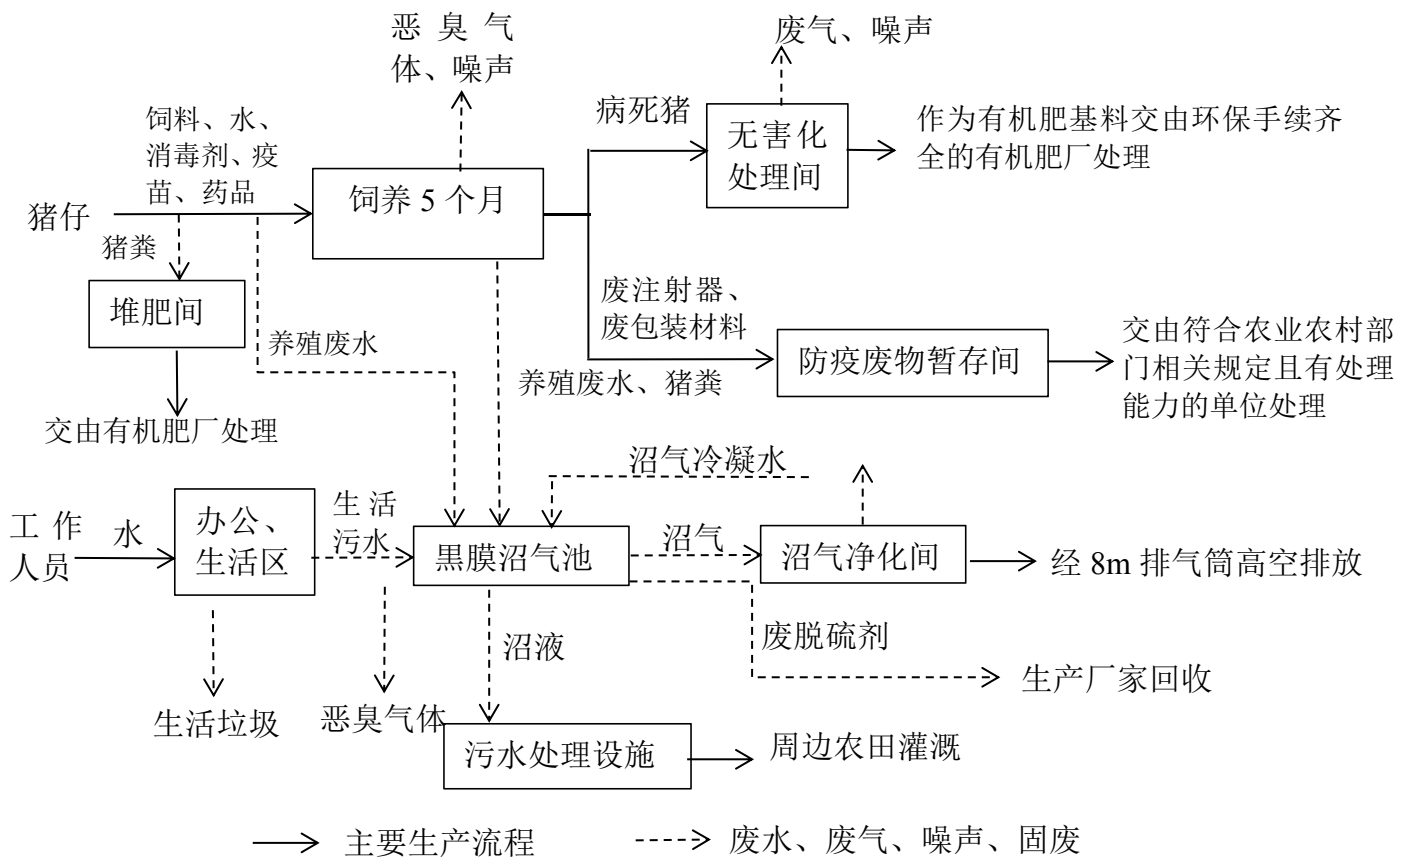 恶臭气
体、噪声
废气、噪声
饲料、水、
消毒剂、疫
苗、药品
病死猪
无害化
处理间
作为有机肥基料交由环保手续齐
全的有机肥厂处理
猪仔
饲养 5 个月
猪粪
堆肥间
养殖废水
交由有机肥厂处理
废注射器、
废包装材料
养殖废水、猪粪
防疫废物暂存间
交由符合农业农村部
门相关规定且有处理
能力的单位处理
沼气冷凝水
工作
人员
水
办公、
生活区
生活
污水
黑膜沼气池
沼气
沼气净化间
经 8m 排气筒高空排放
沼液
废脱硫剂
生产厂家回收
生活垃圾
恶臭气体
污水处理设施
周边农田灌溉
主要生产流程
废水、废气、噪声、固废